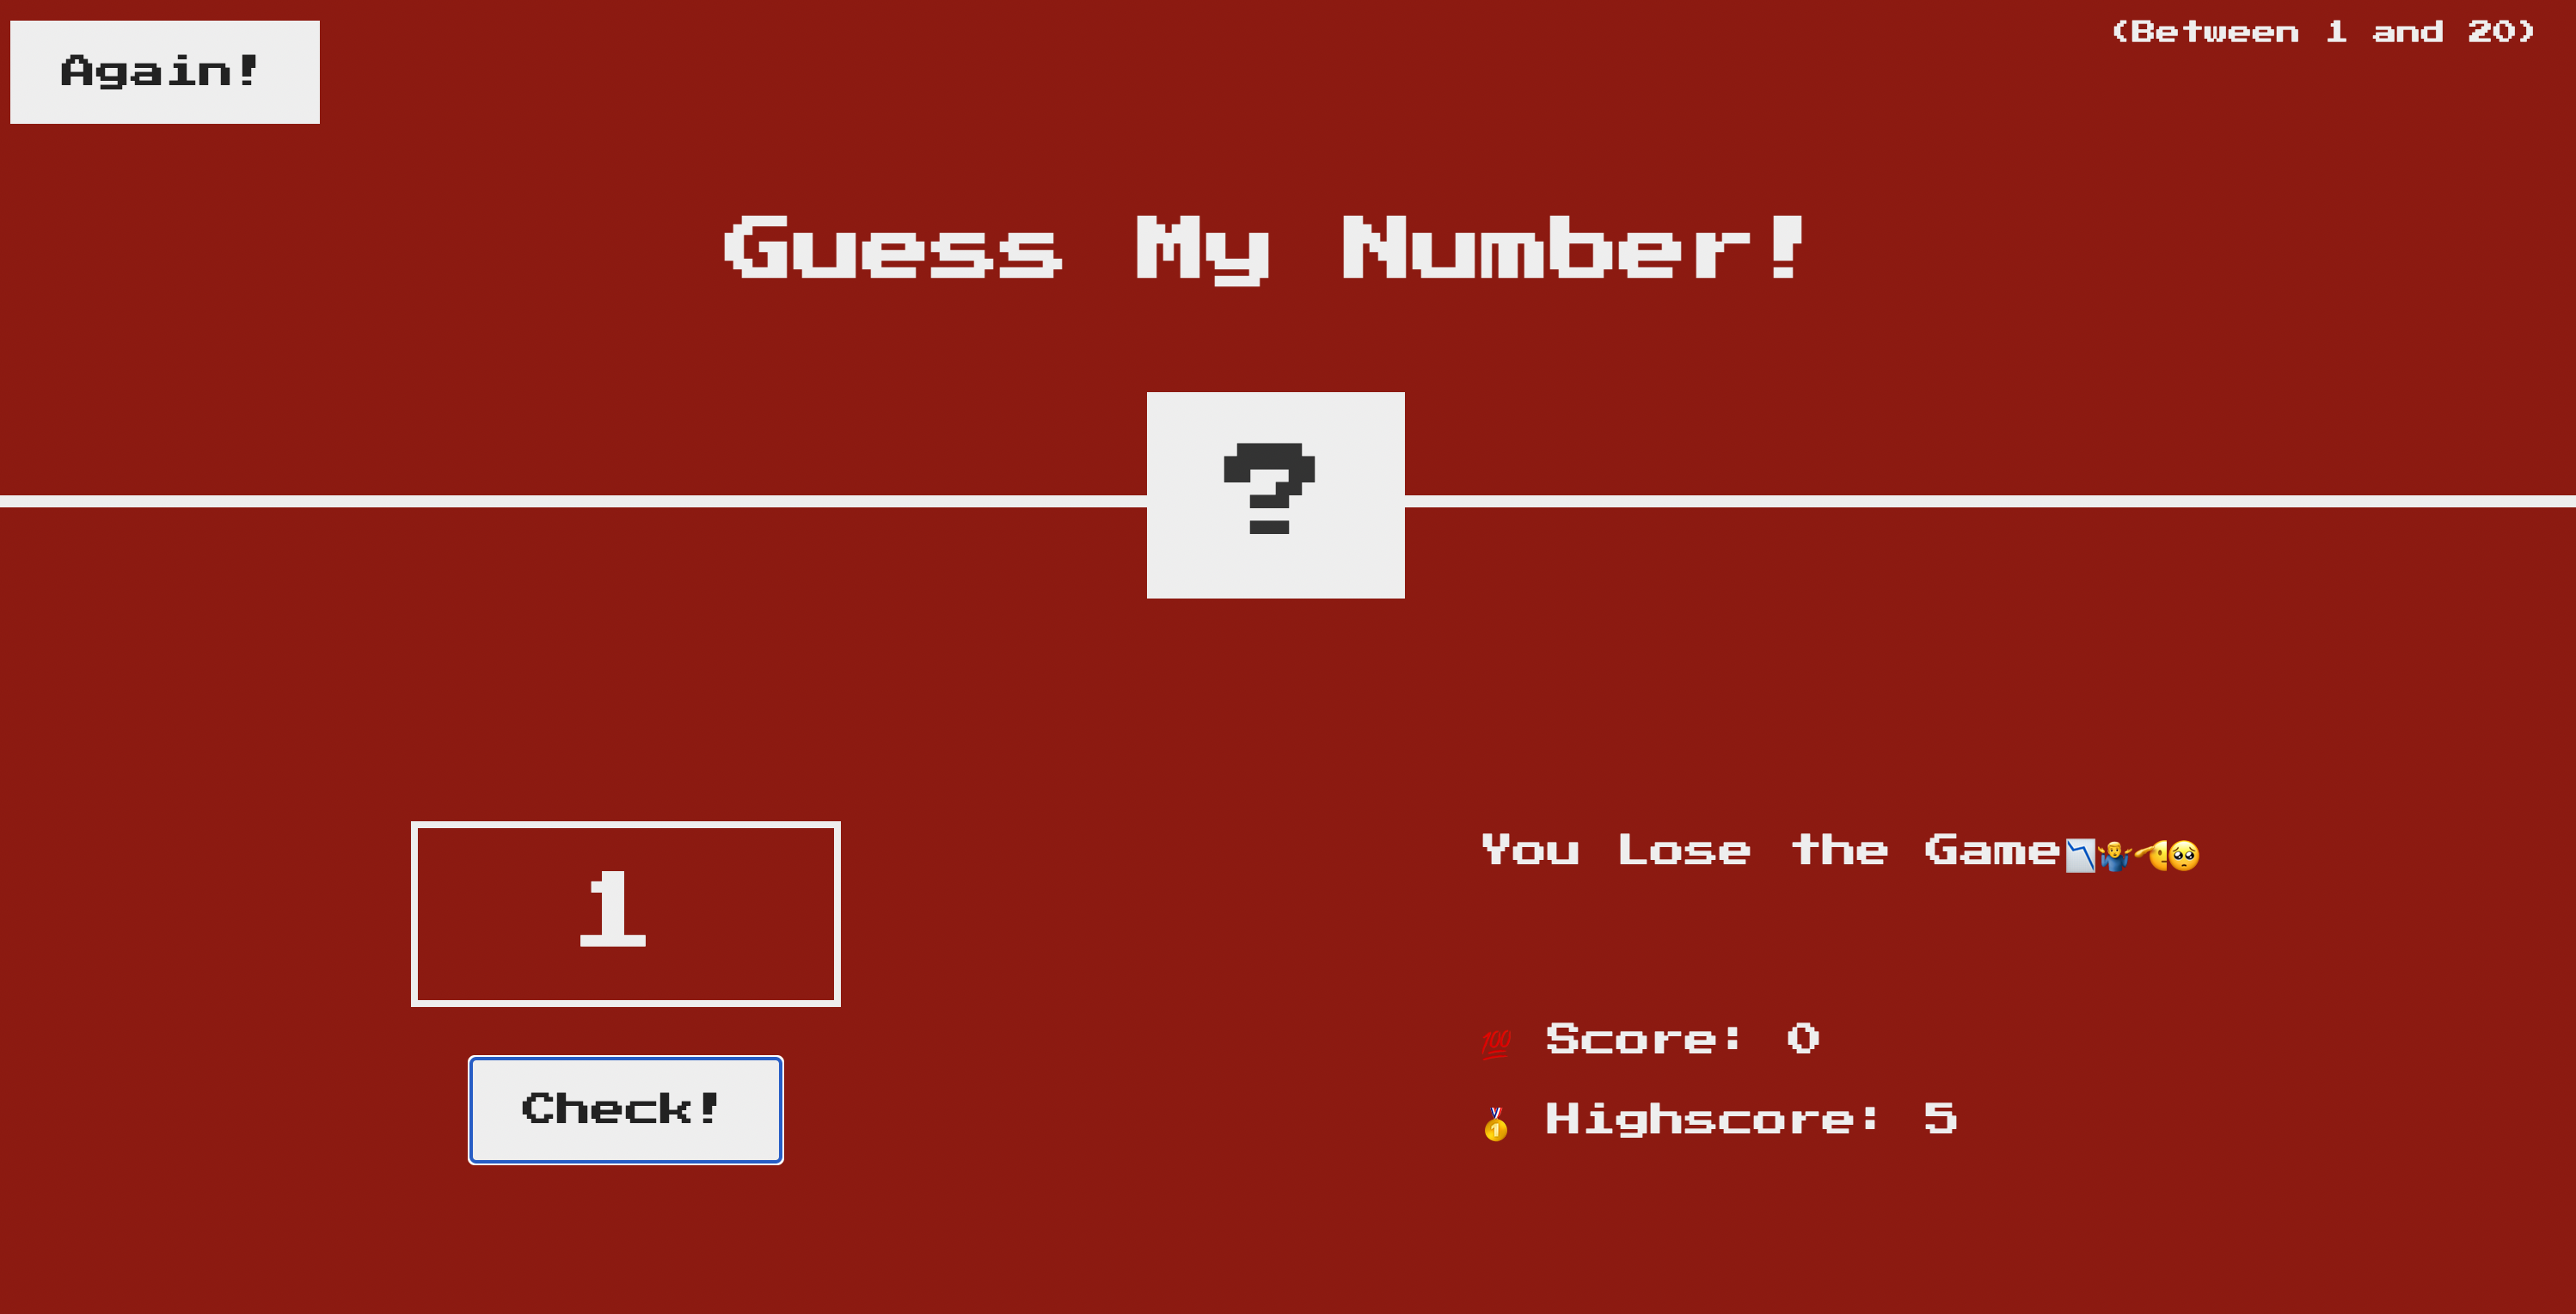 Again!
(Between 1 and 20)
Guess My Number!
?
1
Check!
You Lose the Game📉🤷‍♂️🫥🥺
💯 Score: 0
🥇 Highscore: 5